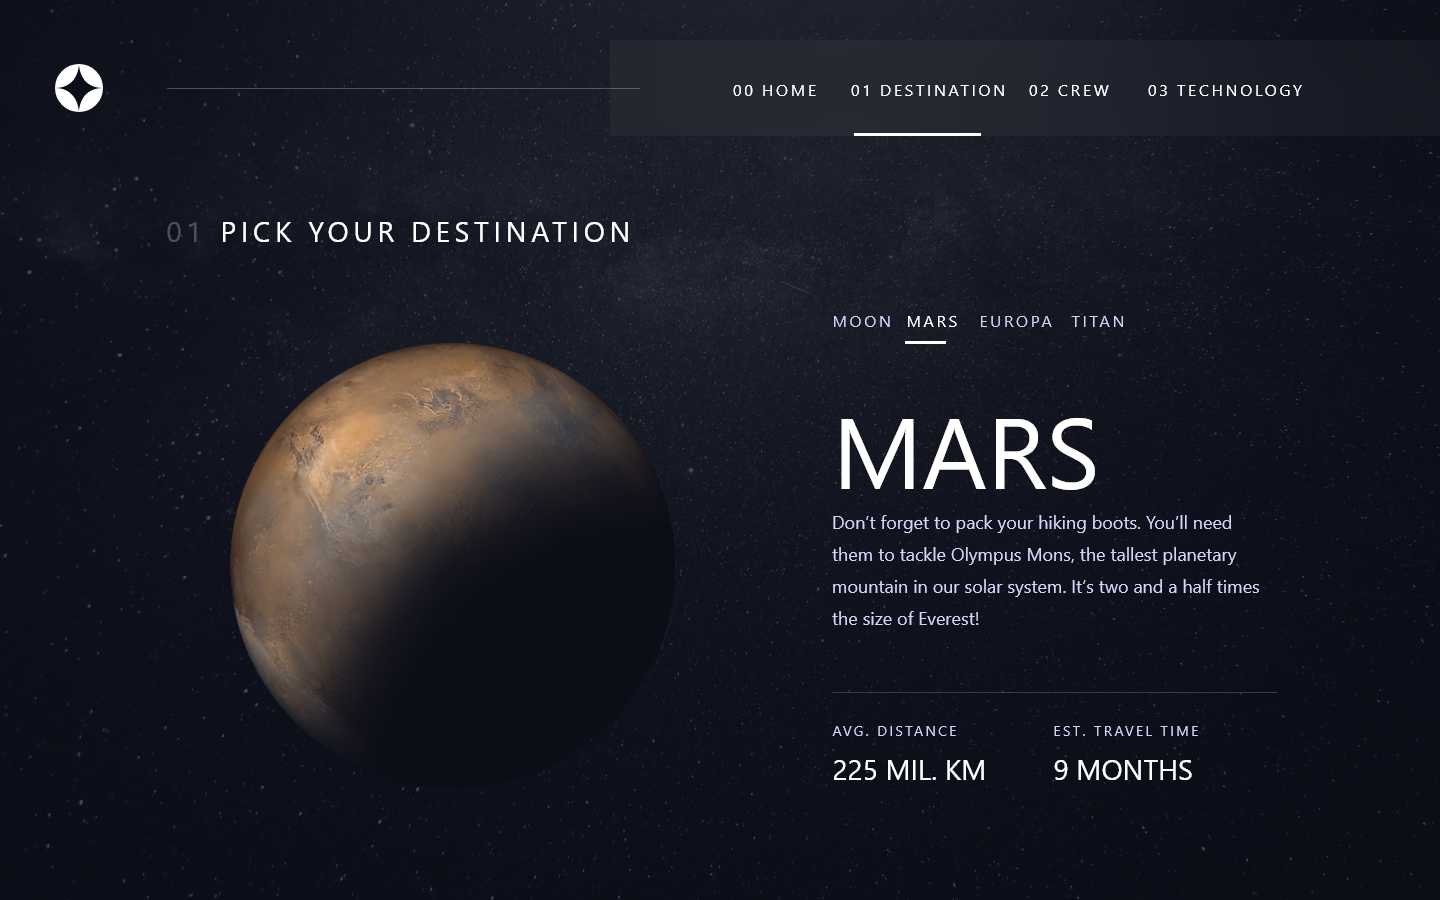 00 HOME 01 DESTINATION 02 CREW 03 TECHNOLOGY
01 PICK YOUR DESTINATION
MOON MARS EUROPA TITAN
MARS
Don’t forget to pack your hiking boots. You’ll need
them to tackle Olympus Mons, the tallest planetary
mountain in our solar system. It’s two and a half times
the size of Everest!
AVG. DISTANCE EST. TRAVEL TIME
225 MIL. KM 9 MONTHS